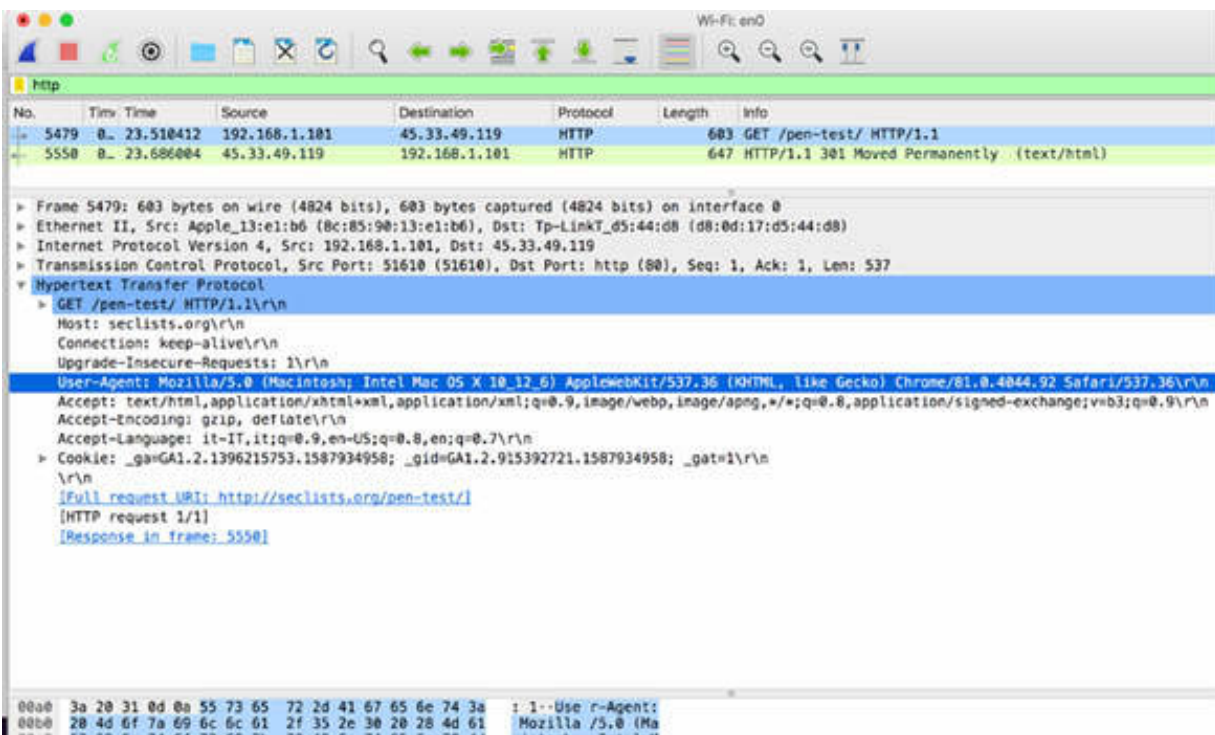 Wi-Fi: en0
http
No. Time Time Source Destination Protocol Length Info
5479 0… 23.510412 192.168.1.101 45.33.49.119 HTTP 603 GET /pen-test/ HTTP/1.1
5550 0… 23.686004 45.33.49.119 192.168.1.101 HTTP 647 HTTP/1.1 301 Moved Permanently (text/html)
Frame 5479: 603 bytes on wire (4824 bits), 603 bytes captured (4824 bits) on interface 0
Ethernet II, Src: Apple_13:e1:b6 (8c:85:90:13:e1:b6), Dst: Tp-LinkT_d5:44:d8 (d8:0d:17:d5:44:d8)
Internet Protocol Version 4, Src: 192.168.1.101, Dst: 45.33.49.119
Transmission Control Protocol, Src Port: 51610 (51610), Dst Port: http (80), Seq: 1, Ack: 1, Len: 537
Hypertext Transfer Protocol
GET /pen-test/ HTTP/1.1\r\n
Host: seclists.org\r\n
Connection: keep-alive\r\n
Upgrade-Insecure-Requests: 1\r\n
User-Agent: Mozilla/5.0 (Macintosh; Intel Mac OS X 10_12_6) AppleWebKit/537.36 (KHTML, like Gecko) Chrome/81.0.4044.92 Safari/537.36\r\n
Accept: text/html,application/xhtml+xml,application/xml;q=0.9,image/webp,image/apng,*/*;q=0.8,application/signed-exchange;v=b3;q=0.9\r\n
Accept-Encoding: gzip, deflate\r\n
Accept-Language: it-IT,it;q=0.9,en-US;q=0.8,en;q=0.7\r\n
Cookie: _ga=GA1.2.1396215753.1587934958; _gid=GA1.2.915392721.1587934958; _gat=1\r\n
\r\n
[Full request URI: http://seclists.org/pen-test/]
[HTTP request 1/1]
[Response in frame: 5550]
00a0 3a 20 31 0d 0a 55 73 65 72 2d 41 67 65 6e 74 3a : 1··Use r-Agent:
00b0 20 4d 6f 7a 69 6c 6c 61 2f 35 2e 30 20 28 4d 61 Mozilla /5.0 (Ma